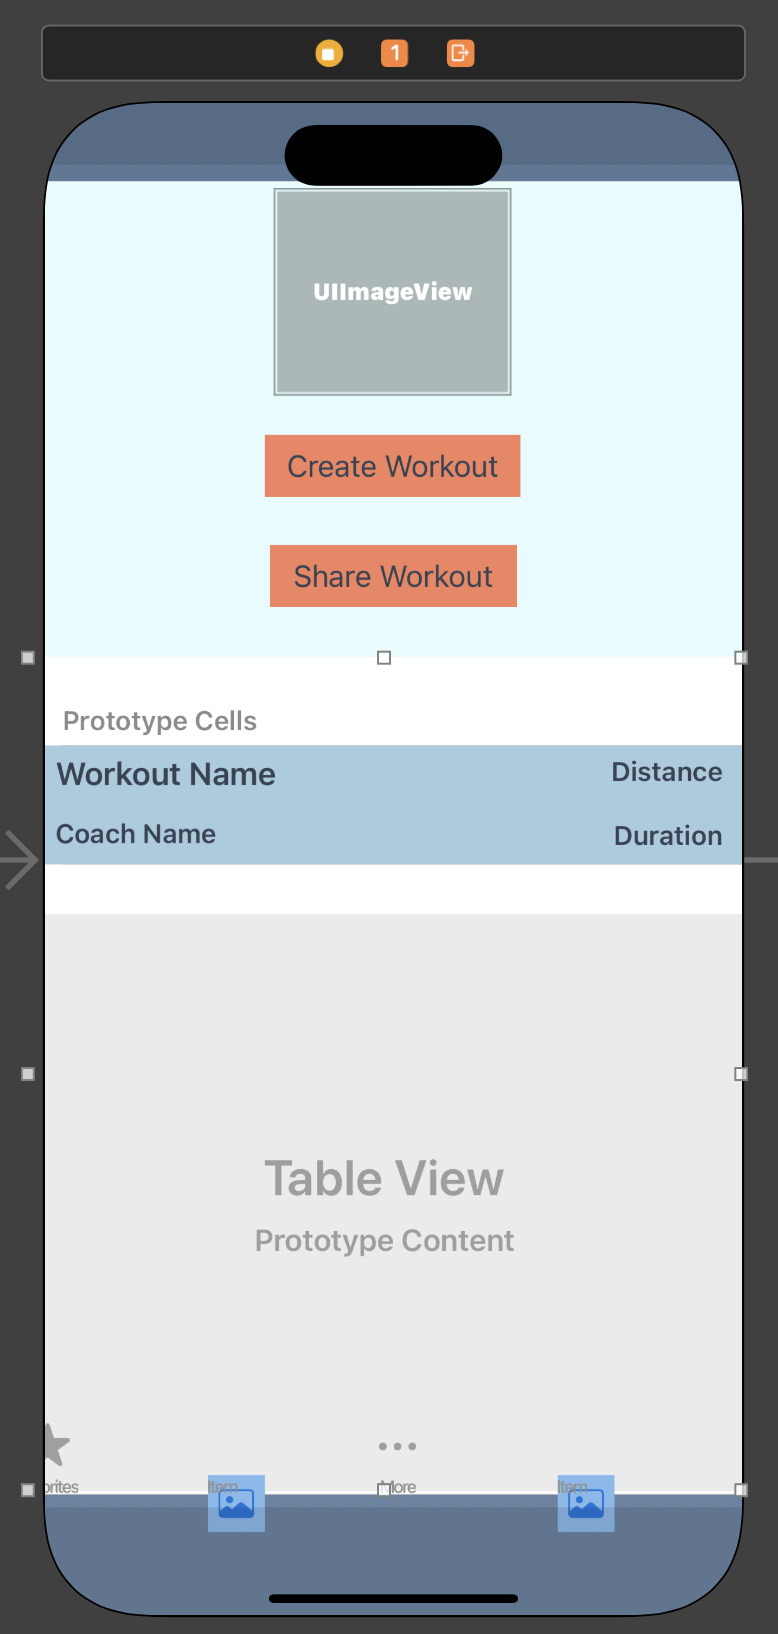 1
UIImageView
Create Workout
Share Workout
Prototype Cells
Workout Name
Distance
Coach Name
Duration
Table View
Prototype Content
orites
Item
More
Item